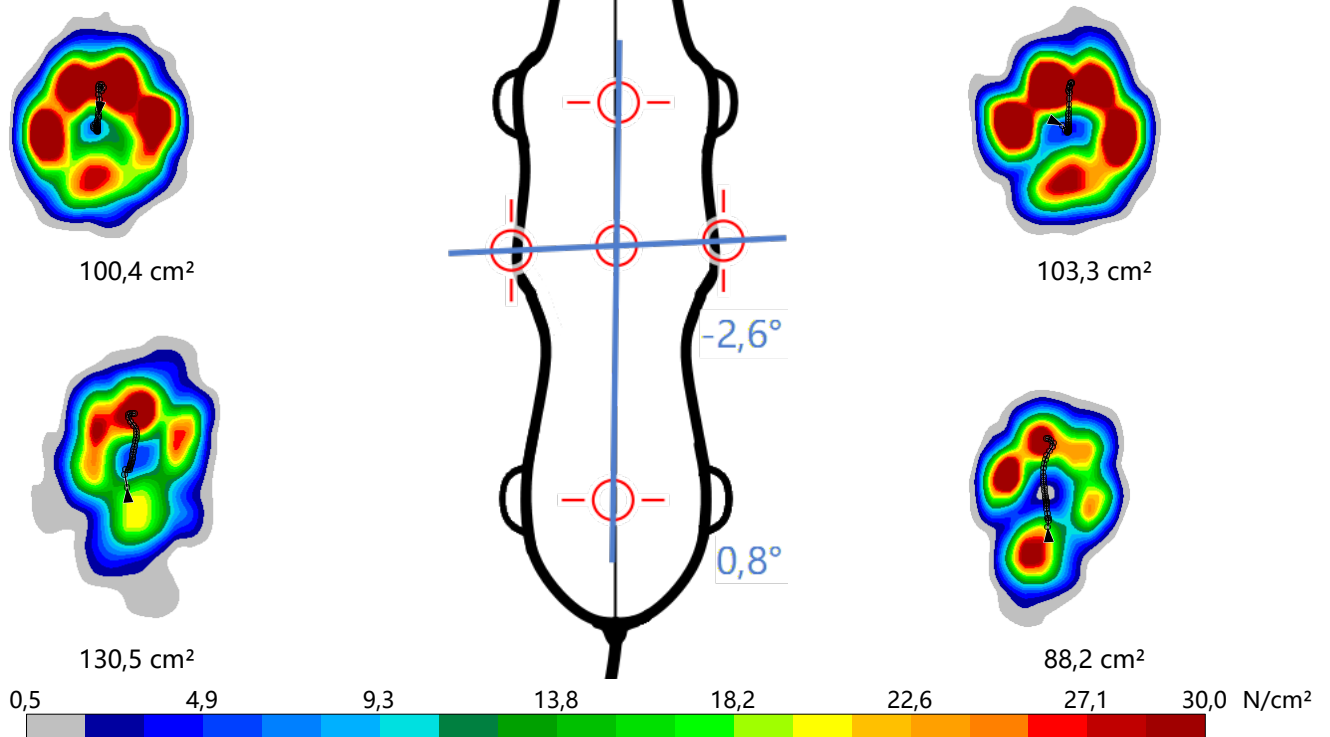 100,4 cm²
103,3 cm²
-2,6°
0,8°
130,5 cm²
88,2 cm²
0,5 4,9 9,3 13,8 18,2 22,6 27,1 30,0 N/cm²